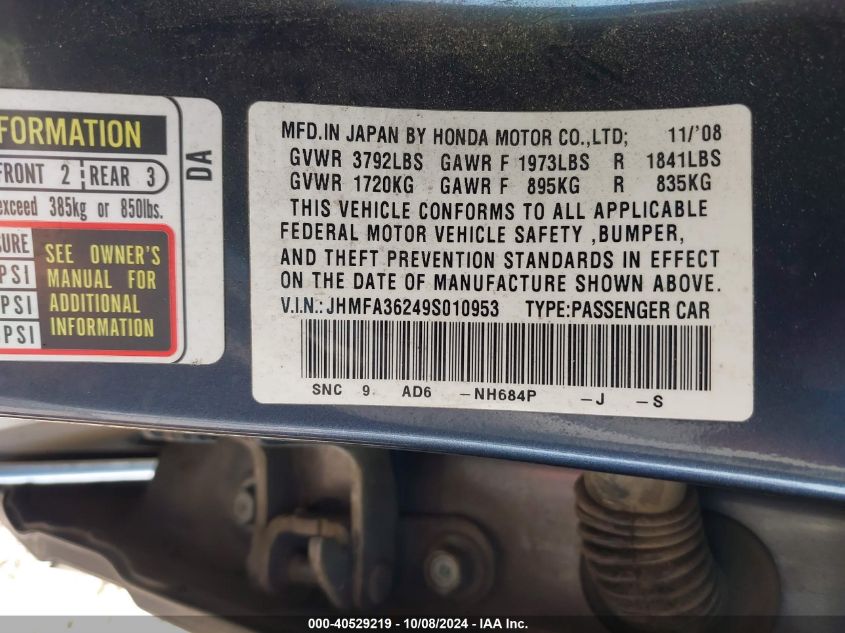 FORMATION
FRONT 2 REAR 3
exceed 385kg or 850lbs.
SURE
PSI
PSI
PSI
SEE OWNER'S
MANUAL FOR
ADDITIONAL
INFORMATION
DA
MFD.IN JAPAN BY HONDA MOTOR CO.,LTD; 11/'08
GVWR 3792LBS GAWR F 1973LBS R 1841LBS
GVWR 1720KG GAWR F 895KG R 835KG
THIS VEHICLE CONFORMS TO ALL APPLICABLE
FEDERAL MOTOR VEHICLE SAFETY ,BUMPER,
AND THEFT PREVENTION STANDARDS IN EFFECT
ON THE DATE OF MANUFACTURE SHOWN ABOVE.
V.I.N.: JHMFA36249S010953 TYPE:PASSENGER CAR
SNC 9 AD6 -NH684P -J -S
000-40529219 - 10/08/2024 - IAA Inc.